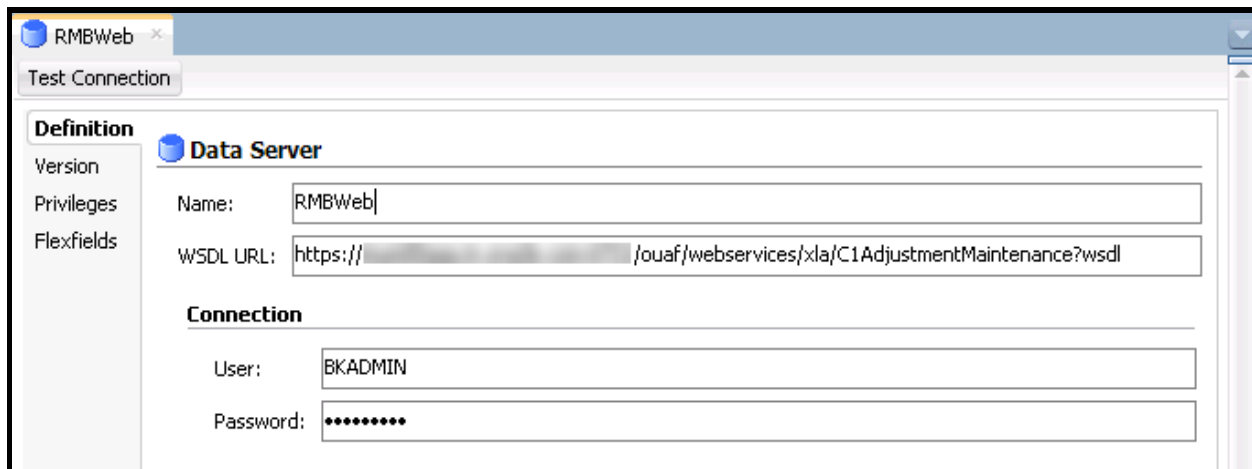 RMBWeb
Test Connection
Definition
Version
Privileges
Flexfields
Data Server
Name: RMBWeb
WSDL URL: https:// /ouaf/webservices/xla/C1AdjustmentMaintenance?wsdl
Connection
User: BKADMIN
Password: •••••••••